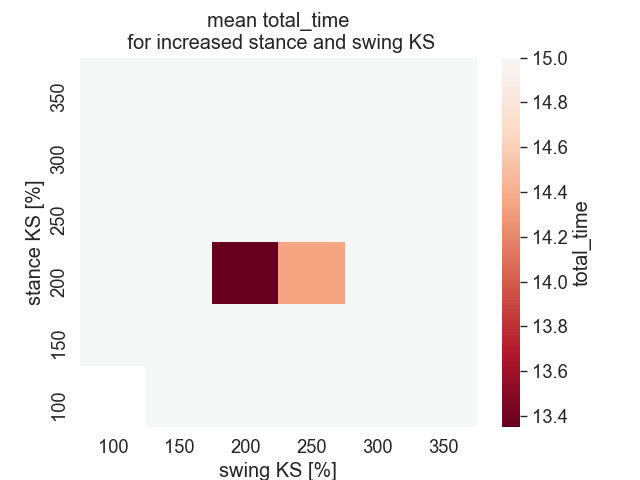 mean total_time
for increased stance and swing KS
350
300
250
200
150
100
stance KS [%]
100 150 200 250 300 350
swing KS [%]
15.0
14.8
14.6
14.4
14.2
14.0
13.8
13.6
13.4
total_time